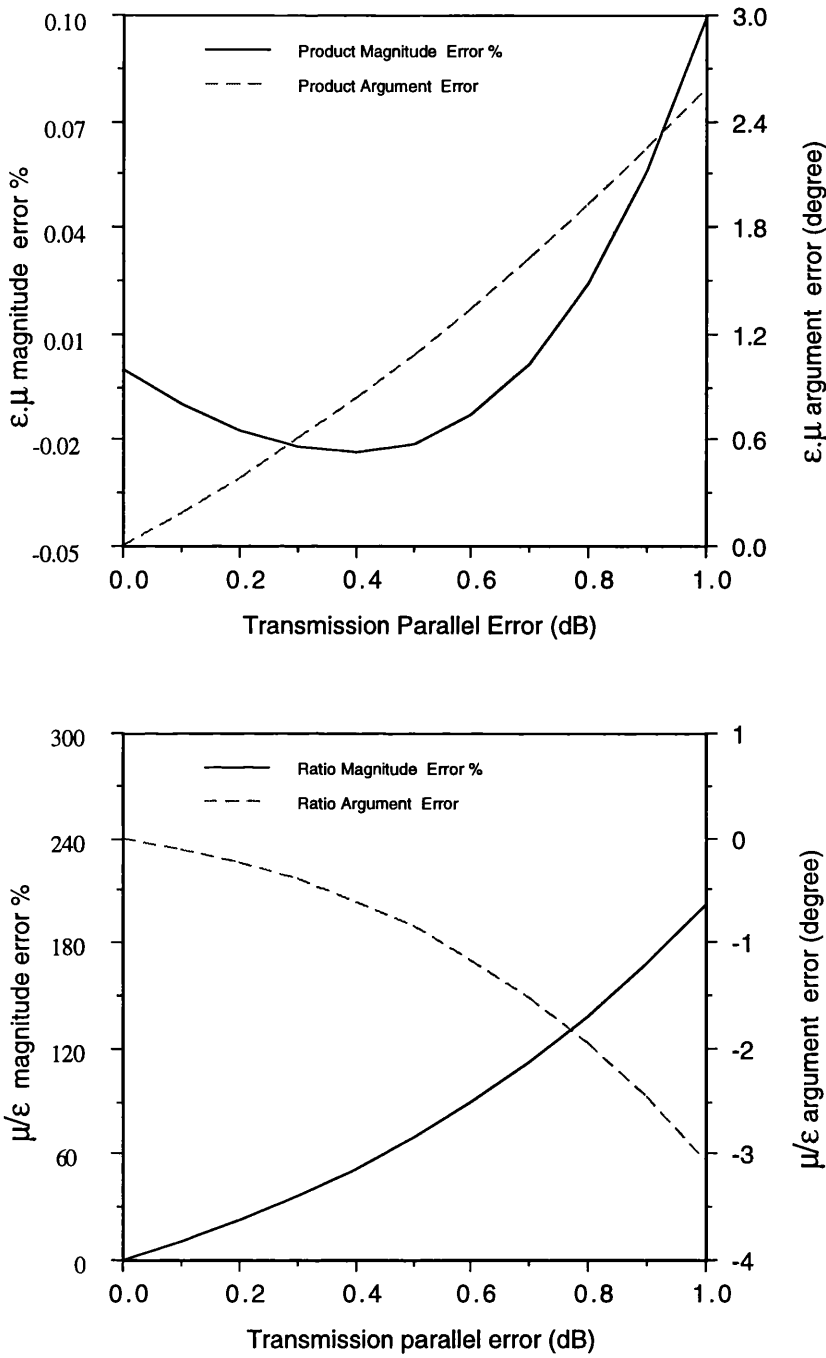 0.10
0.07
0.04
0.01
-0.02
-0.05
ε.μ magnitude error %
Product Magnitude Error %
Product Argument Error
3.0
2.4
1.8
1.2
0.6
0.0
ε.μ argument error (degree)
0.0 0.2 0.4 0.6 0.8 1.0
Transmission Parallel Error (dB)
300
240
180
120
60
0
μ/ε magnitude error %
Ratio Magnitude Error %
Ratio Argument Error
1
0
-1
-2
-3
-4
μ/ε argument error (degree)
0.0 0.2 0.4 0.6 0.8 1.0
Transmission parallel error (dB)